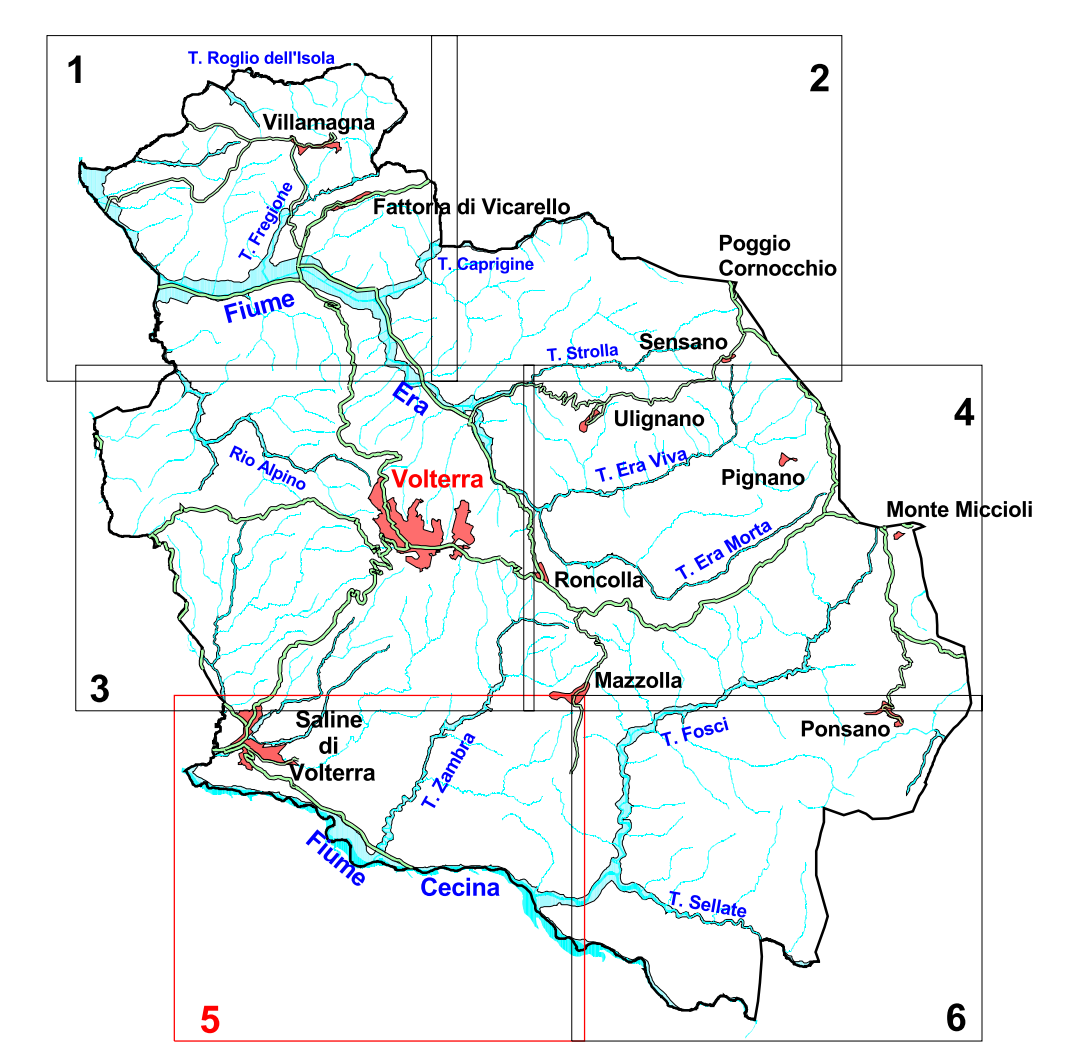 1
T. Roglio dell'Isola
2
Villamagna
T. Fregione
Fattoria di Vicarello
Poggio
Cornocchio
T. Caprigine
Fiume
Era
T. Strolla
Sensano
4
Ulignano
Rio Alpino
Volterra
T. Era Viva
Pignano
Monte Miccioli
T. Era Morta
Roncolla
3
Mazzolla
Saline
di
Volterra
T. Zambra
T. Fosci
Ponsano
Fiume
Cecina
T. Sellate
5
6